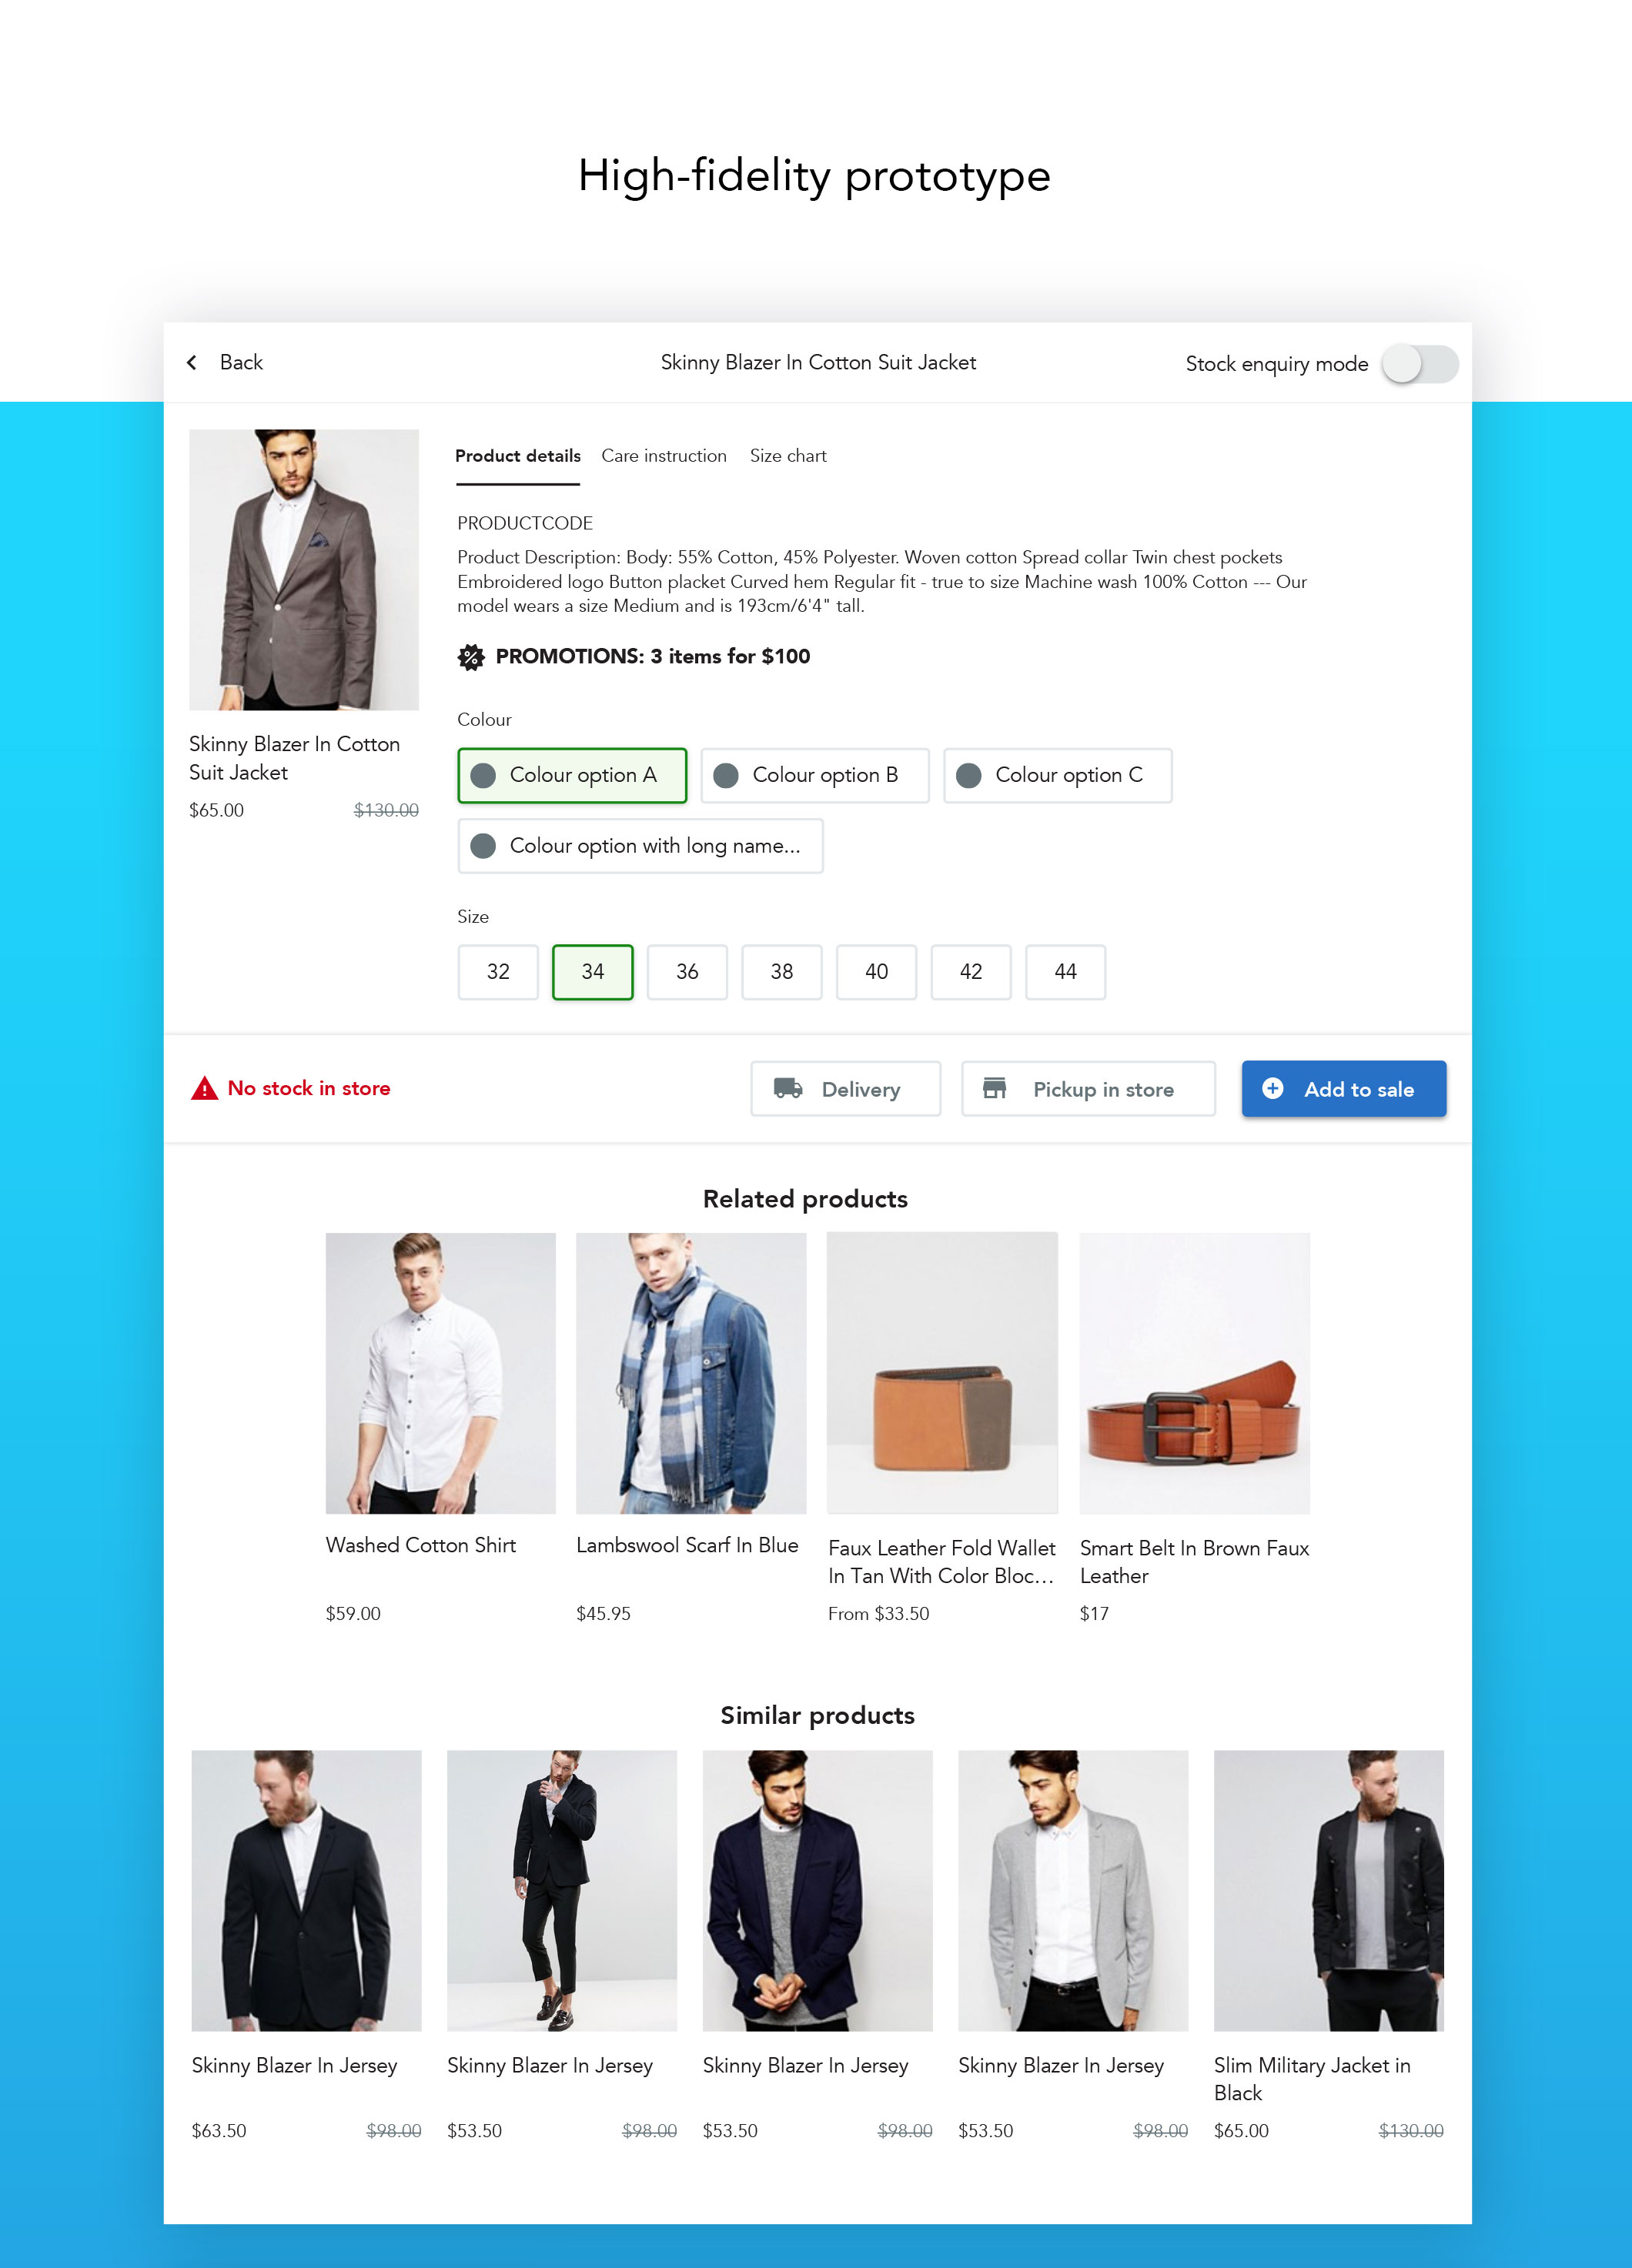 High-fidelity prototype
Back
Skinny Blazer In Cotton Suit Jacket
Stock enquiry mode
Skinny Blazer In Cotton
Suit Jacket
$65.00 $130.00
Product details Care instruction Size chart
PRODUCTCODE
Product Description: Body: 55% Cotton, 45% Polyester. Woven cotton Spread collar Twin chest pockets
Embroidered logo Button placket Curved hem Regular fit - true to size Machine wash 100% Cotton --- Our
model wears a size Medium and is 193cm/6'4" tall.
% PROMOTIONS: 3 items for $100
Colour
Colour option A Colour option B Colour option C
Colour option with long name...
Size
32 34 36 38 40 42 44
No stock in store
Delivery Pickup in store Add to sale
Related products
Washed Cotton Shirt
$59.00
Lambswool Scarf In Blue
$45.95
Faux Leather Fold Wallet
In Tan With Color Bloc...
From $33.50
Smart Belt In Brown Faux
Leather
$17
Similar products
Skinny Blazer In Jersey
$63.50 $98.00
Skinny Blazer In Jersey
$53.50 $98.00
Skinny Blazer In Jersey
$53.50 $98.00
Skinny Blazer In Jersey
$53.50 $98.00
Slim Military Jacket in
Black
$65.00 $130.00